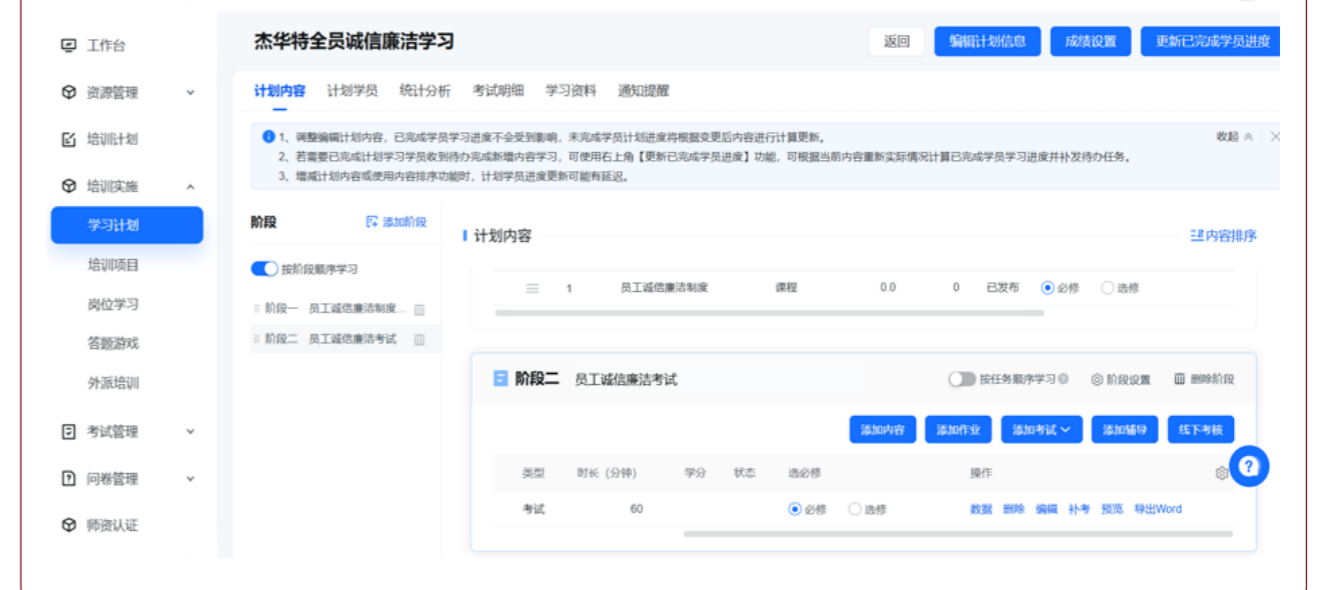 工作台
资源管理
培训计划
培训实施
学习计划
培训项目
岗位学习
答题游戏
外派培训
考试管理
问卷管理
师资认证
杰华特全员诚信廉洁学习
返回
编辑计划信息
成绩设置
更新已完成学员进度
计划内容 计划学员 统计分析 考试明细 学习资料 通知提醒
1、调整编辑计划内容，已完成学员学习进度不会受到影响，未完成学员计划进度将根据变更后内容进行计算更新。
收起
2、若需要已完成计划学习学员收到待办完成新增内容学习，可使用右上角【更新已完成学员进度】功能，可根据当前内容重新实际情况计算已完成学员学习进度并补发待办任务。
3、增减计划内容或使用内容排序功能时，计划学员进度更新可能有延迟。
阶段 添加阶段
按阶段顺序学习
阶段一 员工诚信廉洁制度...
阶段二 员工诚信廉洁考试
计划内容 内容排序
1 员工诚信廉洁制度 课程 0.0 0 已发布 必修 选修
阶段二 员工诚信廉洁考试 按任务顺序学习 阶段设置 删除阶段
添加内容 添加作业 添加考试 添加辅导 线下考核
类型 时长（分钟） 学分 状态 选必修 操作
考试 60 必修 选修 数据 删除 编辑 补考 预览 导出Word